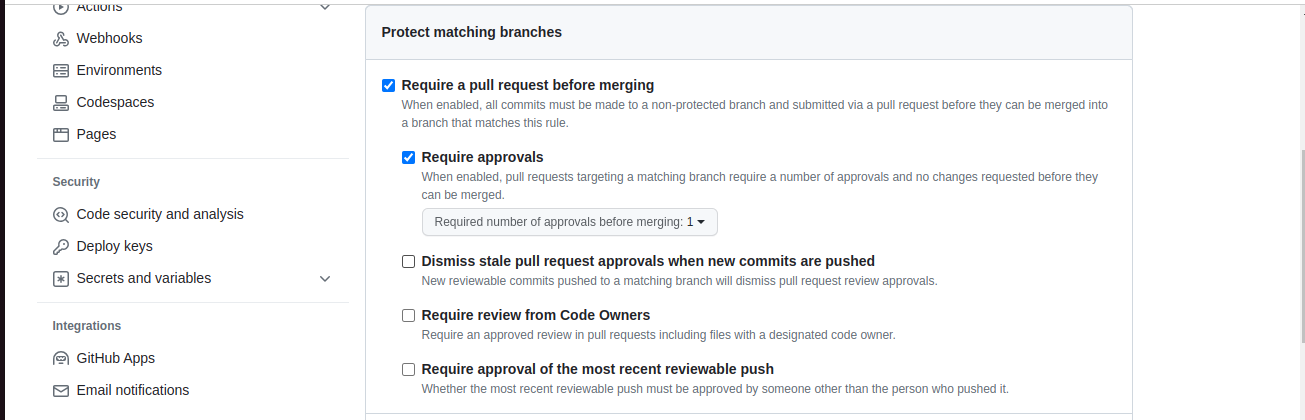 Actions
Webhooks
Environments
Codespaces
Pages
Security
Code security and analysis
Deploy keys
Secrets and variables
Integrations
GitHub Apps
Email notifications
Protect matching branches
Require a pull request before merging
When enabled, all commits must be made to a non-protected branch and submitted via a pull request before they can be merged into
a branch that matches this rule.
Require approvals
When enabled, pull requests targeting a matching branch require a number of approvals and no changes requested before they
can be merged.
Required number of approvals before merging: 1
Dismiss stale pull request approvals when new commits are pushed
New reviewable commits pushed to a matching branch will dismiss pull request review approvals.
Require review from Code Owners
Require an approved review in pull requests including files with a designated code owner.
Require approval of the most recent reviewable push
Whether the most recent reviewable push must be approved by someone other than the person who pushed it.